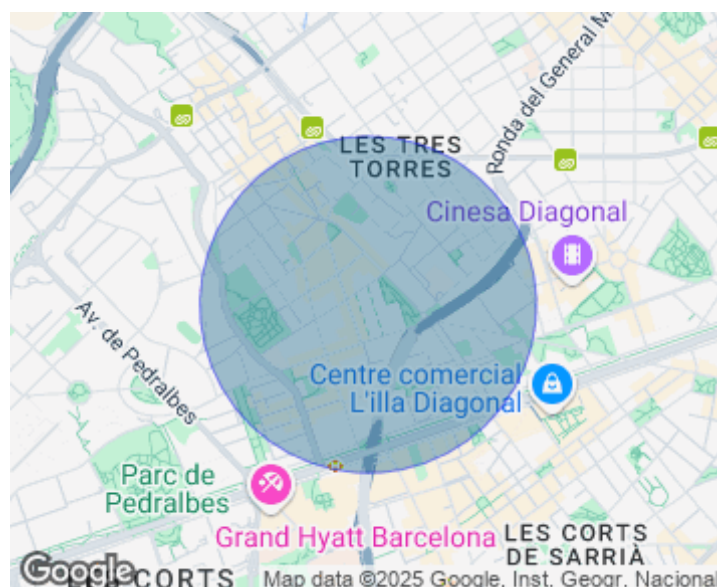 Ronda del General M
LES TRES
TORRES
Cinesa Diagonal
Av. de Pedralbes
Centre comercial
L'illa Diagonal
Parc de
Pedralbes
Grand Hyatt Barcelona
LES CORTS
DE SARRIÀ
Google
CORTS
Map data ©2025 Google, Inst. Geogr. Nacional